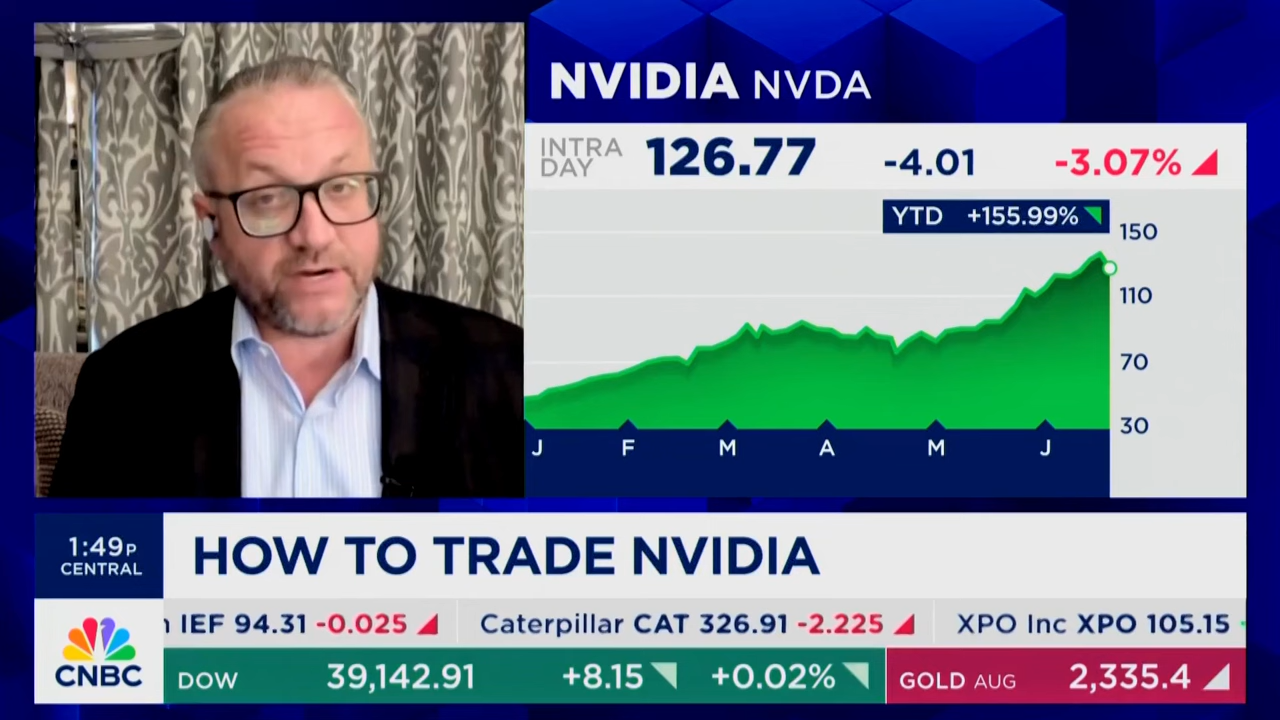 NVIDIA NVDA
INTRA DAY 126.77 -4.01 -3.07%
YTD +155.99%
150
110
70
30
J F M A M J
1:49P CENTRAL
HOW TO TRADE NVIDIA
IEF 94.31 -0.025 Caterpillar CAT 326.91 -2.225 XPO Inc XPO 105.15
CNBC
DOW 39,142.91 +8.15 +0.02% GOLD AUG 2,335.4